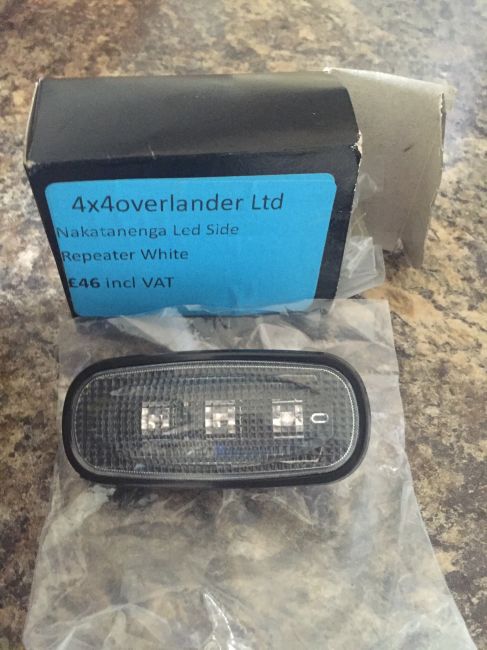 4x4overlander Ltd
Nakatanenga Led Side
Repeater White
£46 incl VAT